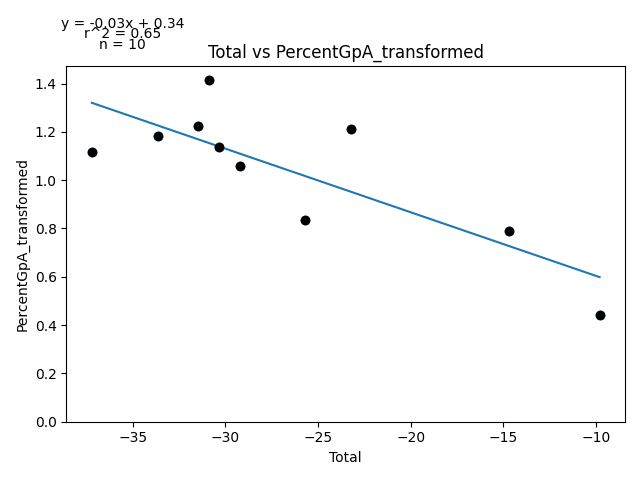 y = -0.03x + 0.34
r^2 = 0.65
n = 10
Total vs PercentGpA_transformed
1.4
1.2
1.0
0.8
0.6
0.4
0.2
0.0
PercentGpA_transformed
−35
−30
−25
−20
−15
−10
Total